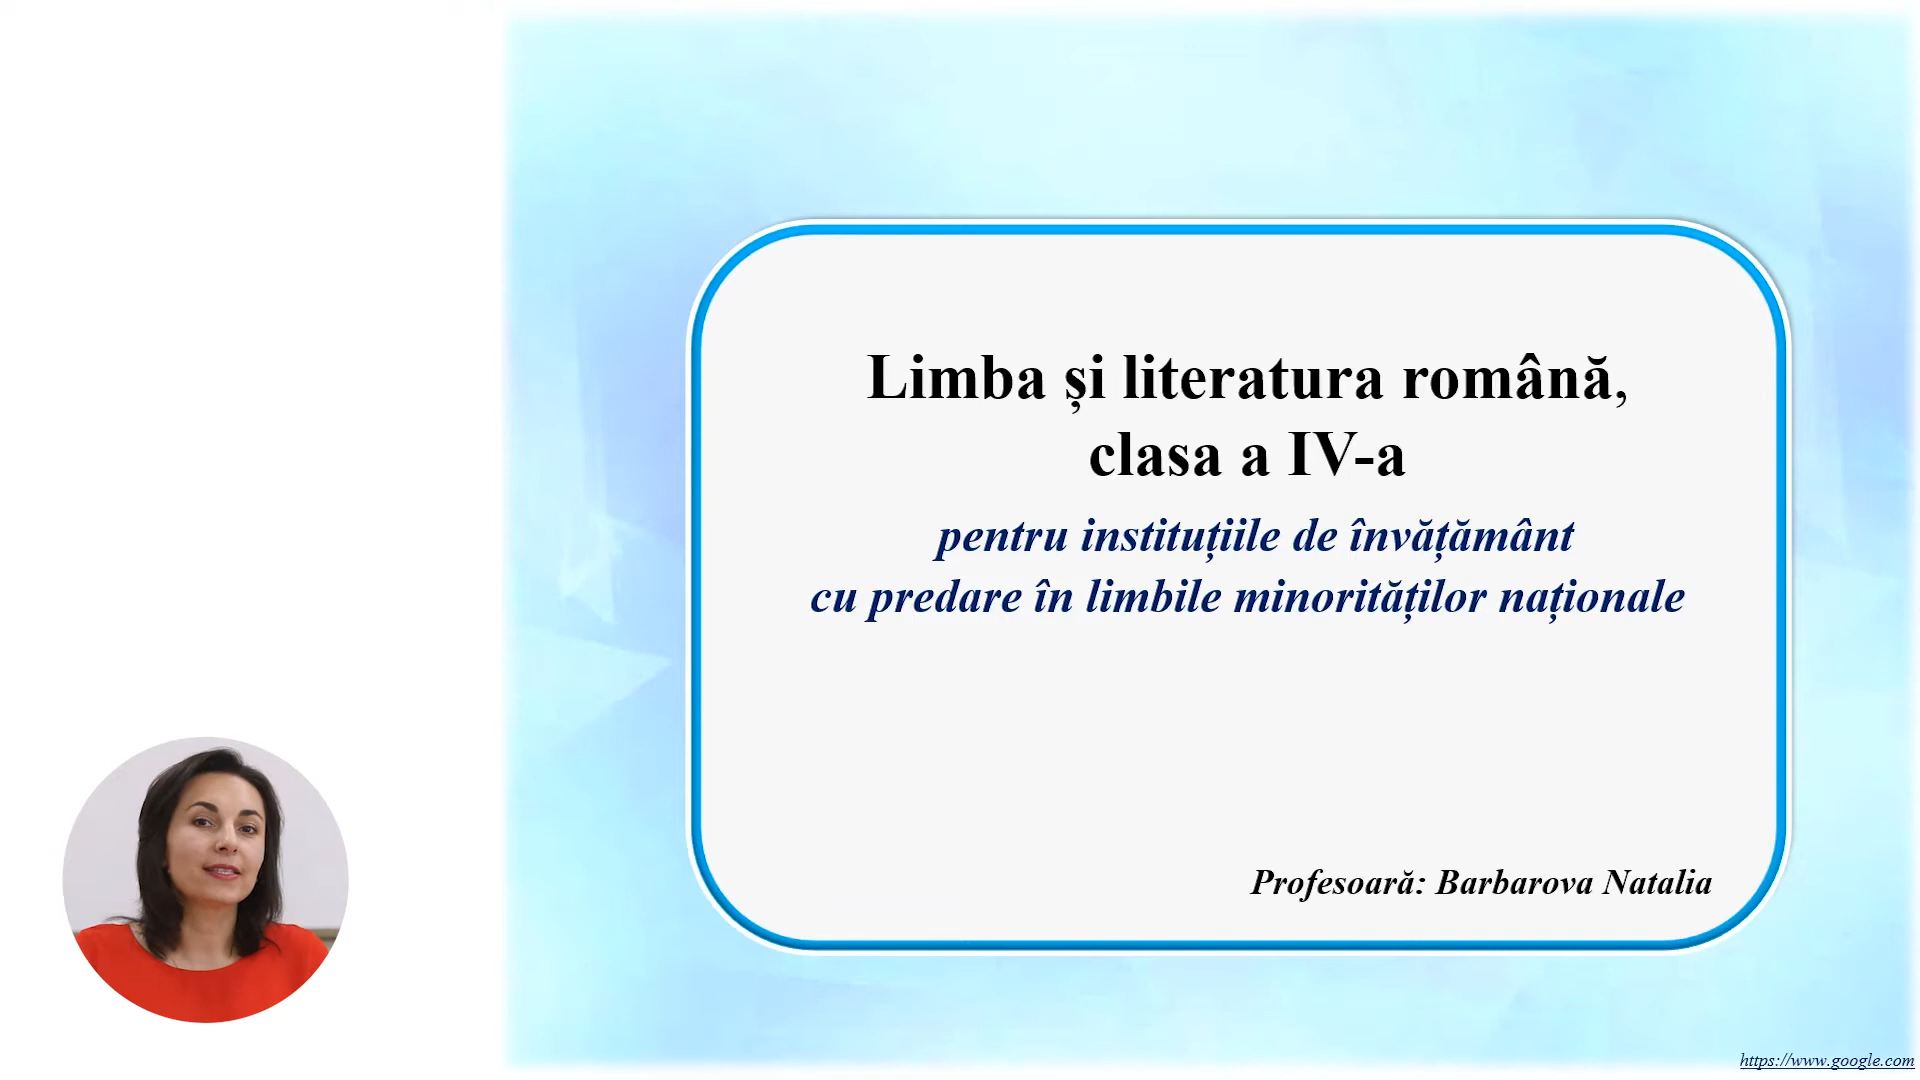 Limba și literatura română,
clasa a IV-a
pentru instituțiile de învățământ
cu predare în limbile minorităților naționale
Profesoară: Barbarova Natalia
https://www.google.com